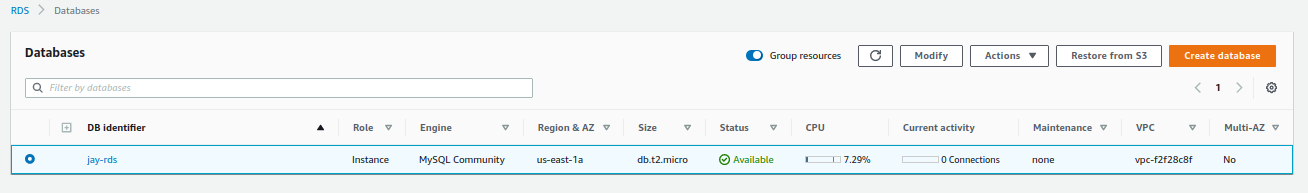 RDS > Databases
Databases
Group resources
Modify
Actions
Restore from S3
Create database
Filter by databases
1
DB identifier Role Engine Region & AZ Size Status CPU Current activity Maintenance VPC Multi-AZ
jay-rds Instance MySQL Community us-east-1a db.t2.micro Available 7.29% 0 Connections none vpc-f2f28c8f No